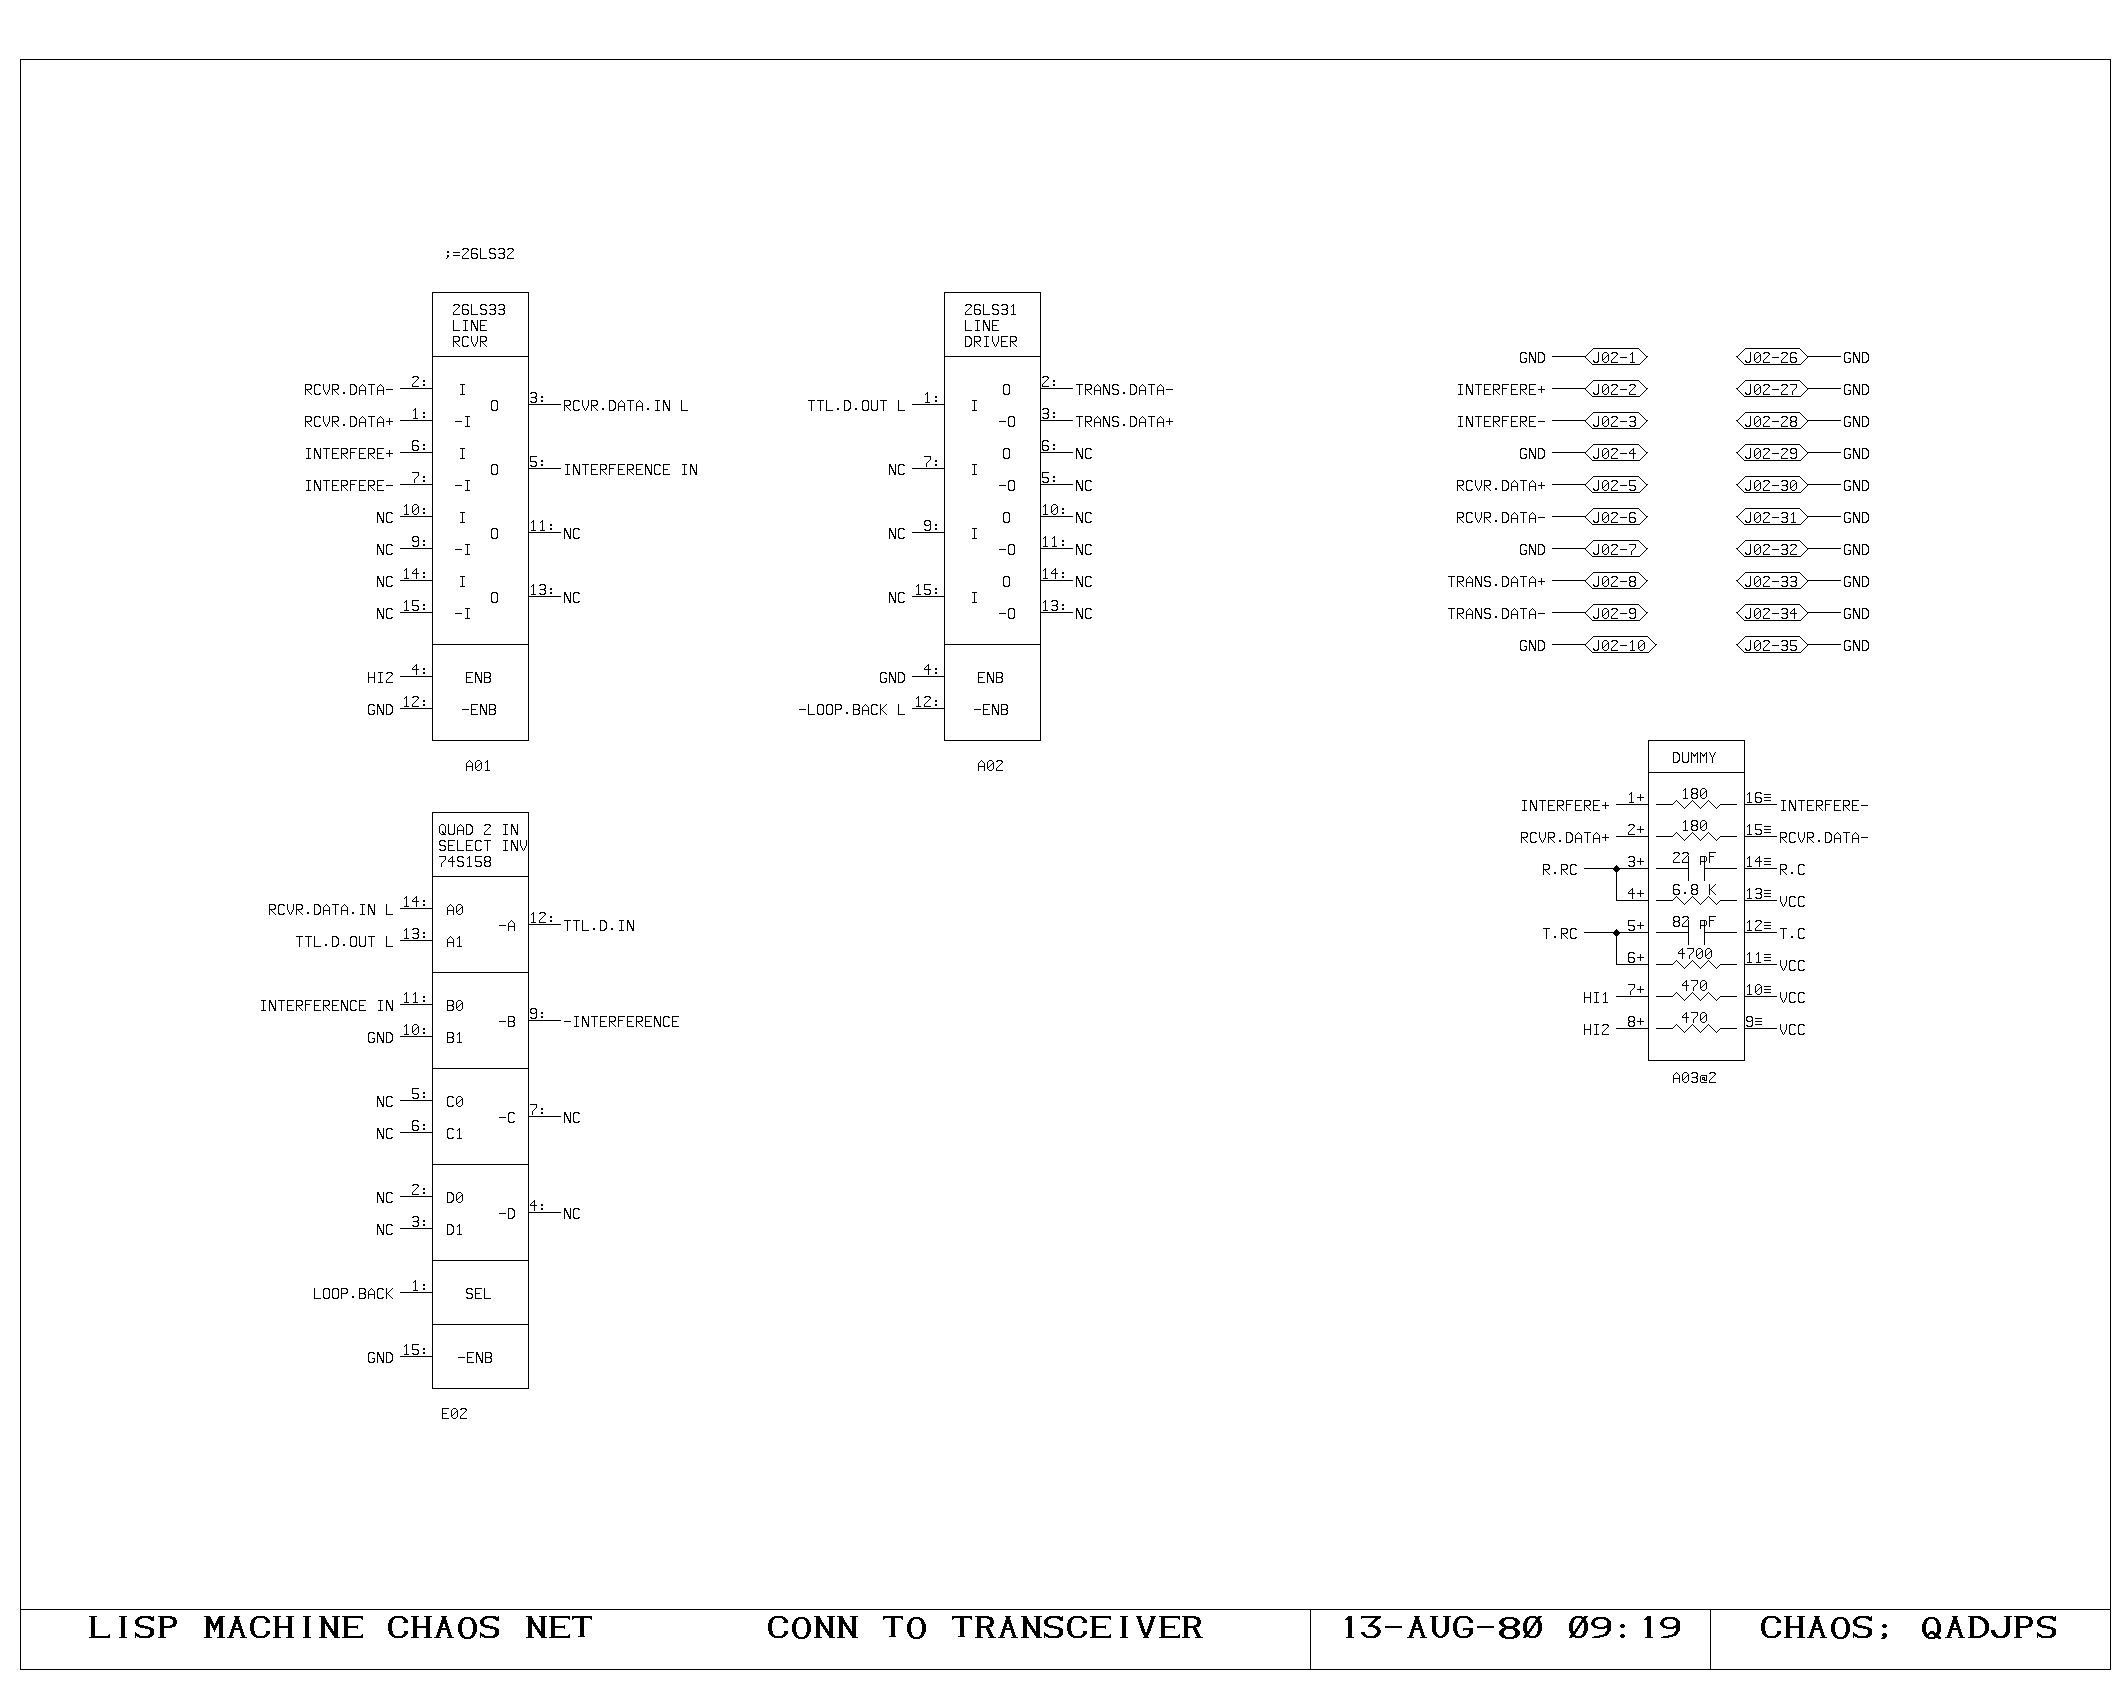 ;=26LS32
26LS33
LINE
RCVR
RCVR.DATA- 2: I
O 3: RCVR.DATA.IN L
RCVR.DATA+ 1: -I
INTERFERE+ 6: I
O 5: INTERFERENCE IN
INTERFERE- 7: -I
NC 10: I
O 11: NC
NC 9: -I
NC 14: I
O 13: NC
NC 15: -I
HI2 4: ENB
GND 12: -ENB
A01
26LS31
LINE
DRIVER
O 2: TRANS.DATA-
TTL.D.OUT L 1: I
-O 3: TRANS.DATA+
O 6: NC
NC 7: I
-O 5: NC
O 10: NC
NC 9: I
-O 11: NC
O 14: NC
NC 15: I
-O 13: NC
GND 4: ENB
-LOOP.BACK L 12: -ENB
A02
GND J02-1 J02-26 GND
INTERFERE+ J02-2 J02-27 GND
INTERFERE- J02-3 J02-28 GND
GND J02-4 J02-29 GND
RCVR.DATA+ J02-5 J02-30 GND
RCVR.DATA- J02-6 J02-31 GND
GND J02-7 J02-32 GND
TRANS.DATA+ J02-8 J02-33 GND
TRANS.DATA- J02-9 J02-34 GND
GND J02-10 J02-35 GND
DUMMY
INTERFERE+ 1+ 180 16≡ INTERFERE-
RCVR.DATA+ 2+ 180 15≡ RCVR.DATA-
R.RC 3+ 22 pF 14≡ R.C
4+ 6.8 K 13≡ VCC
T.RC 5+ 82 pF 12≡ T.C
6+ 4700 11≡ VCC
HI1 7+ 470 10≡ VCC
HI2 8+ 470 9≡ VCC
A03@2
QUAD 2 IN
SELECT INV
74S158
RCVR.DATA.IN L 14: A0
-A 12: TTL.D.IN
TTL.D.OUT L 13: A1
INTERFERENCE IN 11: B0
-B 9: -INTERFERENCE
GND 10: B1
NC 5: C0
-C 7: NC
NC 6: C1
NC 2: D0
-D 4: NC
NC 3: D1
LOOP.BACK 1: SEL
GND 15: -ENB
E02
LISP MACHINE CHAOS NET CONN TO TRANSCEIVER 13-AUG-80 09:19 CHAOS; QADJPS